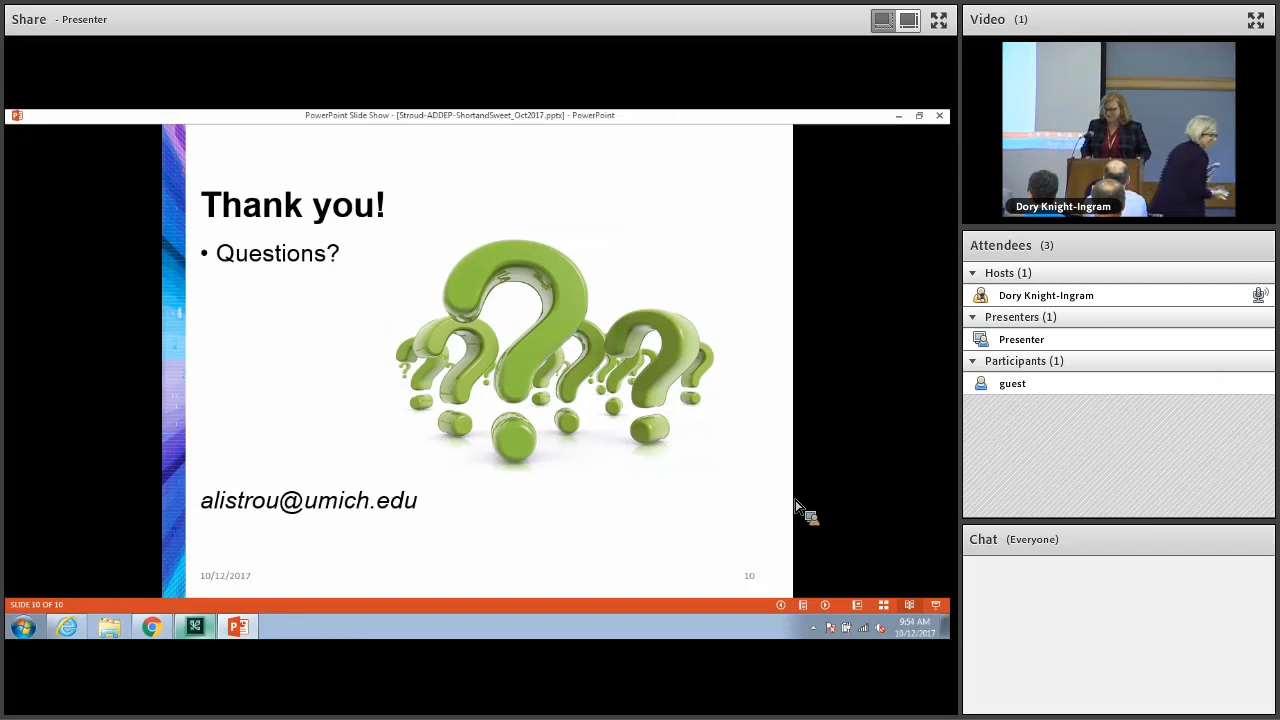 Share - Presenter
PowerPoint Slide Show - [Stroud-ADDEP-ShortandSweet_Oct2017.pptx] - PowerPoint
Thank you!
• Questions?
alistrou@umich.edu
10/12/2017
10
SLIDE 10 OF 10
9:54 AM
10/12/2017
Video (1)
Dory Knight-Ingram
Attendees (3)
Hosts (1)
Dory Knight-Ingram
Presenters (1)
Presenter
Participants (1)
guest
Chat (Everyone)